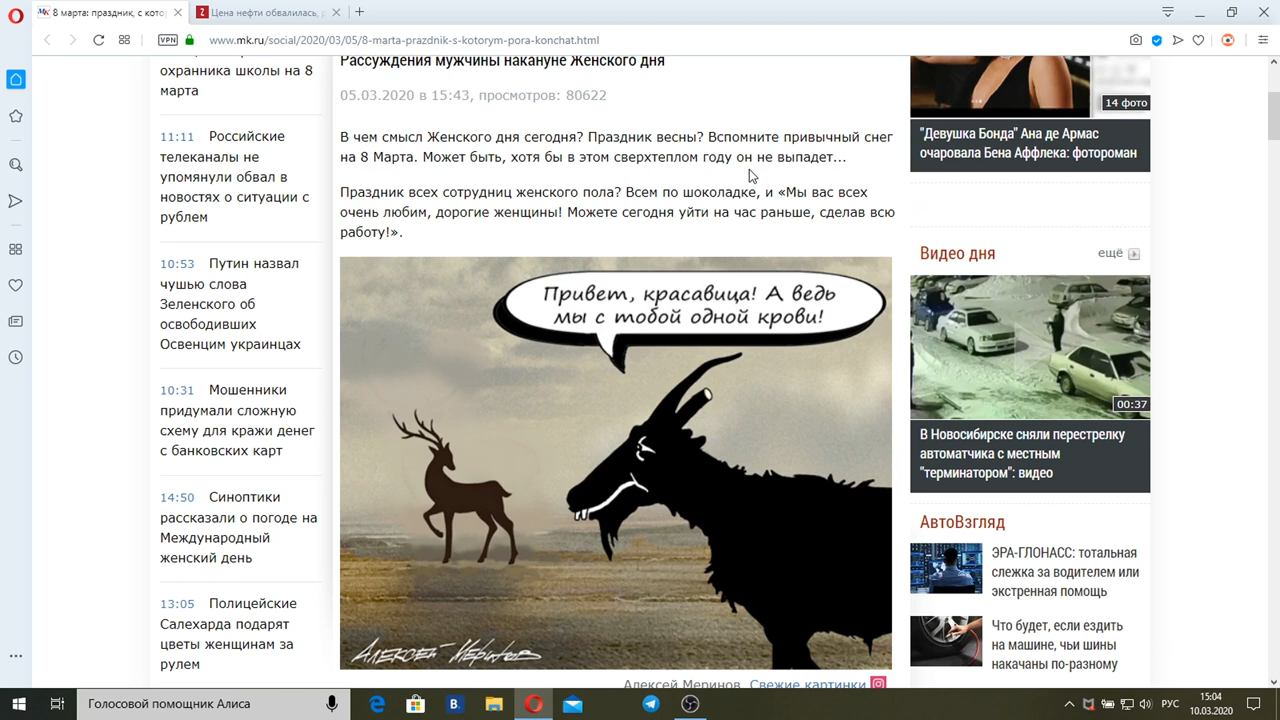 8 марта: праздник, с кото
Цена нефти обвалилась,
VPN
www.mk.ru/social/2020/03/05/8-marta-prazdnik-s-kotorym-pora-konchat.html
охранника школы на 8
марта
11:11 Российские
телеканалы не
упомянули обвал в
новостях о ситуации с
рублем
10:53 Путин назвал
чушью слова
Зеленского об
освободивших
Освенцим украинцах
10:31 Мошенники
придумали сложную
схему для кражи денег
с банковских карт
14:50 Синоптики
рассказали о погоде на
Международный
женский день
13:05 Полицейские
Салехарда подарят
цветы женщинам за
рулем
Рассуждения мужчины накануне Женского дня
05.03.2020 в 15:43, просмотров: 80622
В чем смысл Женского дня сегодня? Праздник весны? Вспомните привычный снег
на 8 Марта. Может быть, хотя бы в этом сверхтеплом году он не выпадет...
Праздник всех сотрудниц женского пола? Всем по шоколадке, и «Мы вас всех
очень любим, дорогие женщины! Можете сегодня уйти на час раньше, сделав всю
работу!».
Привет, красавица! А ведь
мы с тобой одной крови!
Алексей Меринов
Алексей Меринов. Свежие картинки
14 фото
"Девушка Бонда" Ана де Армас
очаровала Бена Аффлека: фотороман
Видео дня
ещё
00:37
В Новосибирске сняли перестрелку
автоматчика с местным
"терминатором": видео
АвтоВзгляд
ЭРА-ГЛОНАСС: тотальная
слежка за водителем или
экстренная помощь
Что будет, если ездить
на машине, чьи шины
накачаны по-разному
Голосовой помощник Алиса
РУС
15:04
10.03.2020